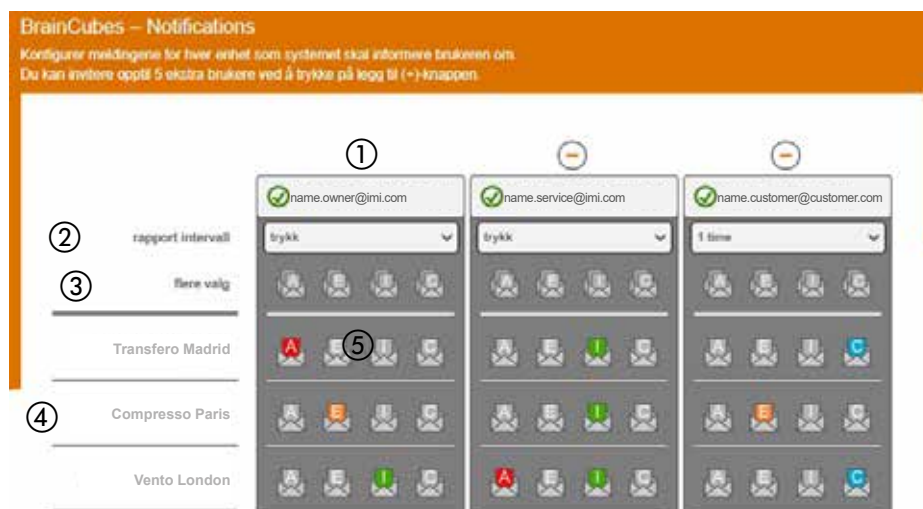 BrainCubes – Notifications
Konfigurer meldingene for hver enhet som systemet skal informere brukeren om.
Du kan invitere opptil 5 ekstra brukere ved å trykke på legg til (+)-knappen.
①
name.owner@imi.com name.service@imi.com name.customer@customer.com
② rapport intervall trykk trykk 1 time
③ flere valg A E I C A E I C A E I C
Transfero Madrid A E ⑤ I C A E I C A E I C
④ Compresso Paris A E I C A E I C A E I C
Vento London A E I C A E I C A E I C